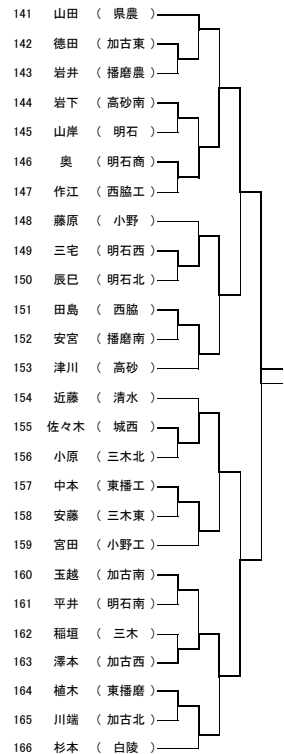 141 山田 （ 県農 ）
142 徳田 （ 加古東 ）
143 岩井 （ 播磨農 ）
144 岩下 （ 高砂南 ）
145 山岸 （ 明石 ）
146 奥 （ 明石商 ）
147 作江 （ 西脇工 ）
148 藤原 （ 小野 ）
149 三宅 （ 明石西 ）
150 辰巳 （ 明石北 ）
151 田島 （ 西脇 ）
152 安宮 （ 播磨南 ）
153 津川 （ 高砂 ）
154 近藤 （ 清水 ）
155 佐々木 （ 城西 ）
156 小原 （ 三木北 ）
157 中本 （ 東播工 ）
158 安藤 （ 三木東 ）
159 宮田 （ 小野工 ）
160 玉越 （ 加古南 ）
161 平井 （ 明石南 ）
162 稲垣 （ 三木 ）
163 澤本 （ 加古西 ）
164 植木 （ 東播磨 ）
165 川端 （ 加古北 ）
166 杉本 （ 白陵 ）